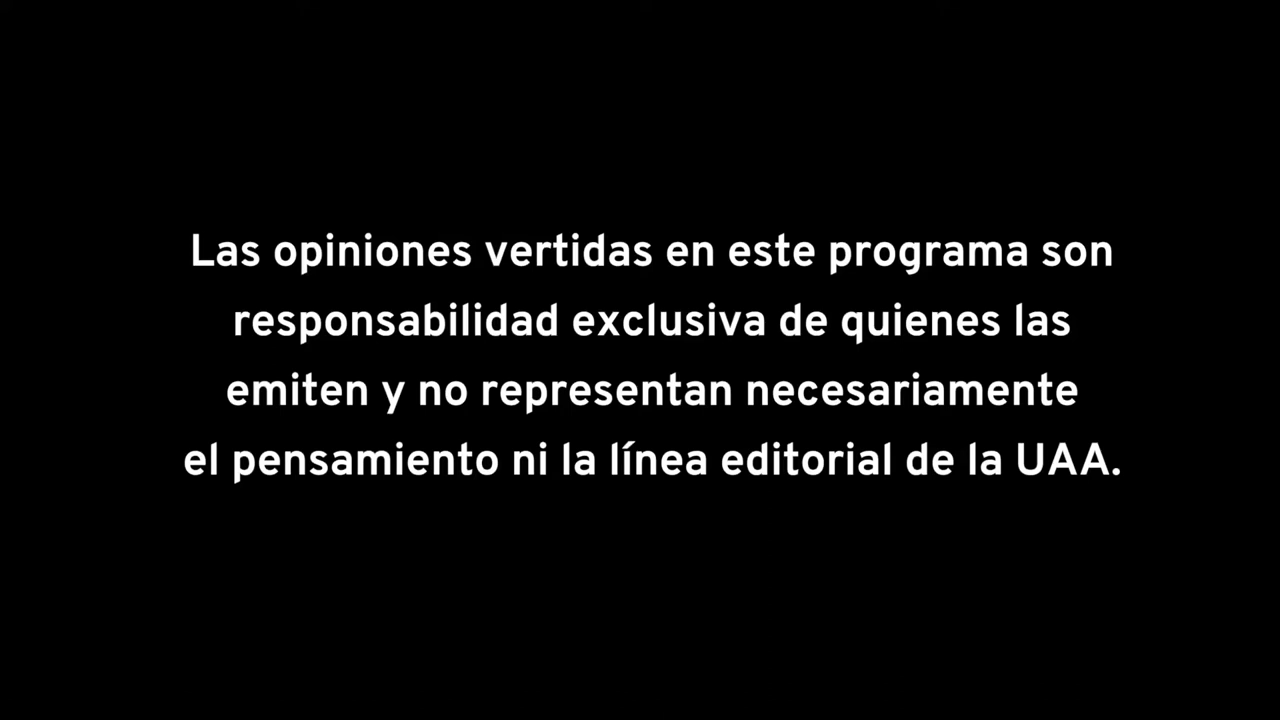 Las opiniones vertidas en este programa son
responsabilidad exclusiva de quienes las
emiten y no representan necesariamente
el pensamiento ni la línea editorial de la UAA.